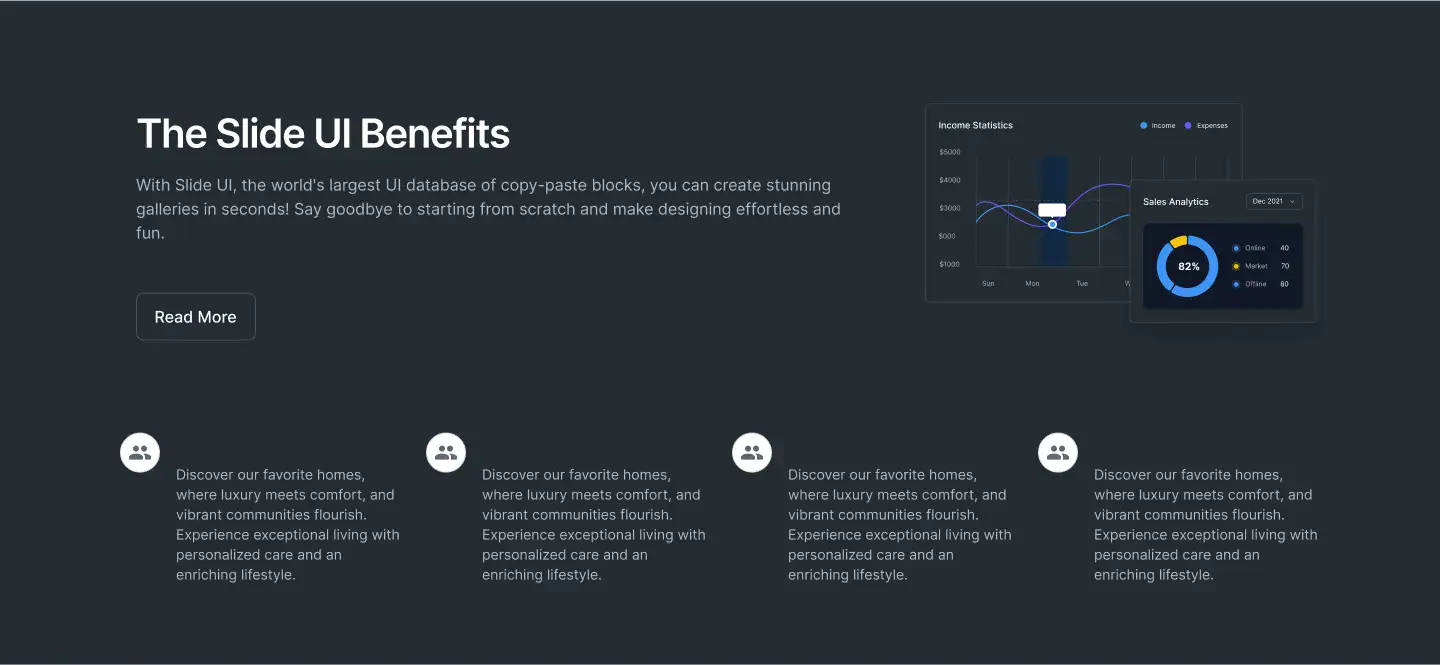 The Slide UI Benefits
With Slide UI, the world's largest UI database of copy-paste blocks, you can create stunning
galleries in seconds! Say goodbye to starting from scratch and make designing effortless and
fun.
Read More
Income Statistics
Income
Expenses
$5000
$4000
$3000
$000
$1000
Sun
Mon
Tue
W
Sales Analytics
Dec 2021
82%
Online 40
Market 70
Offline 80
Discover our favorite homes,
where luxury meets comfort, and
vibrant communities flourish.
Experience exceptional living with
personalized care and an
enriching lifestyle.
Discover our favorite homes,
where luxury meets comfort, and
vibrant communities flourish.
Experience exceptional living with
personalized care and an
enriching lifestyle.
Discover our favorite homes,
where luxury meets comfort, and
vibrant communities flourish.
Experience exceptional living with
personalized care and an
enriching lifestyle.
Discover our favorite homes,
where luxury meets comfort, and
vibrant communities flourish.
Experience exceptional living with
personalized care and an
enriching lifestyle.